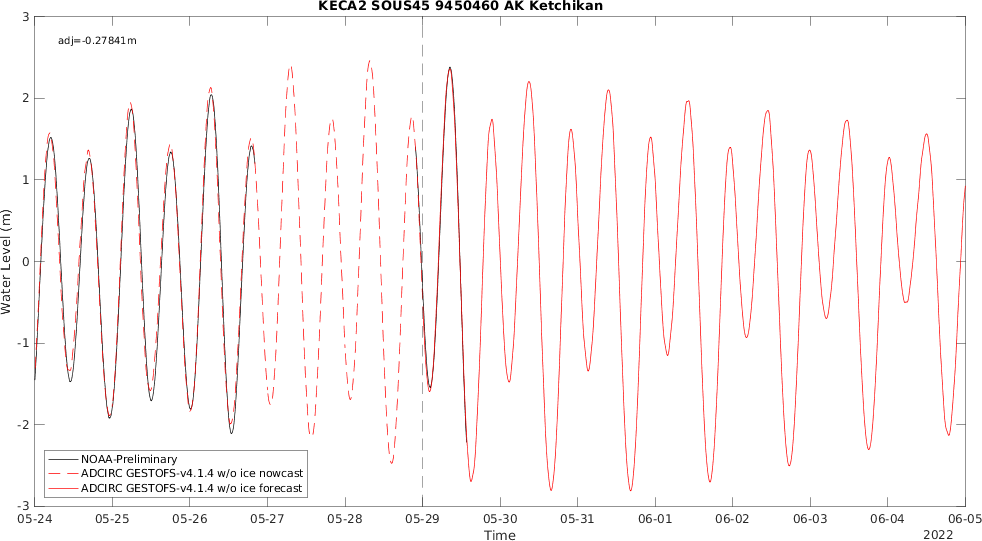 KECA2 SOUS45 9450460 AK Ketchikan
adj=-0.27841m
3
2
1
0
-1
-2
-3
Water Level (m)
NOAA-Preliminary
ADCIRC GESTOFS-v4.1.4 w/o ice nowcast
ADCIRC GESTOFS-v4.1.4 w/o ice forecast
05-24 05-25 05-26 05-27 05-28 05-29 05-30 05-31 06-01 06-02 06-03 06-04 06-05
Time
2022